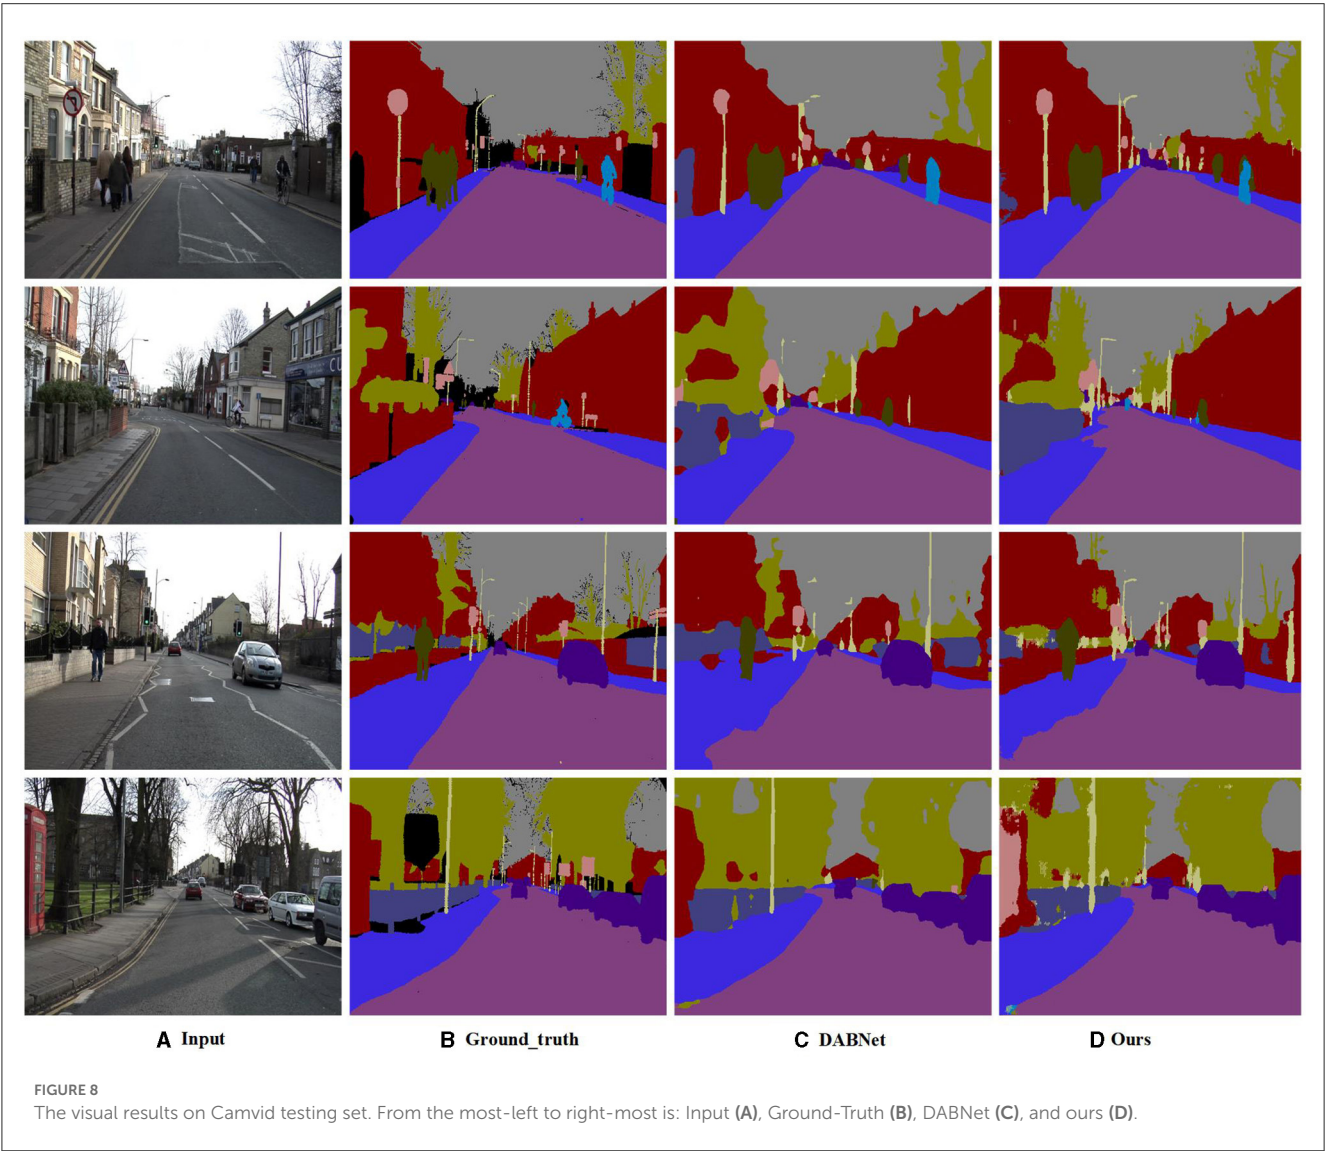 A Input
B Ground_truth
C DABNet
D Ours
FIGURE 8
The visual results on Camvid testing set. From the most-left to right-most is: Input (A), Ground-Truth (B), DABNet (C), and ours (D).